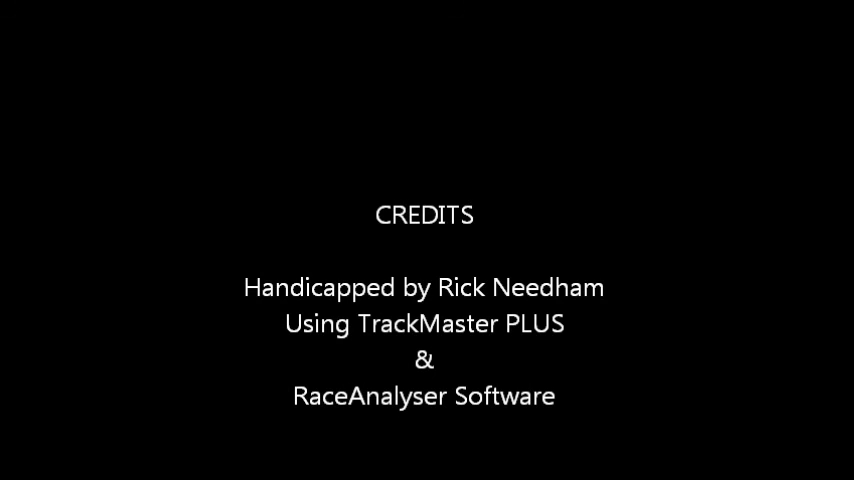 CREDITS
Handicapped by Rick Needham
Using TrackMaster PLUS
&
RaceAnalyser Software